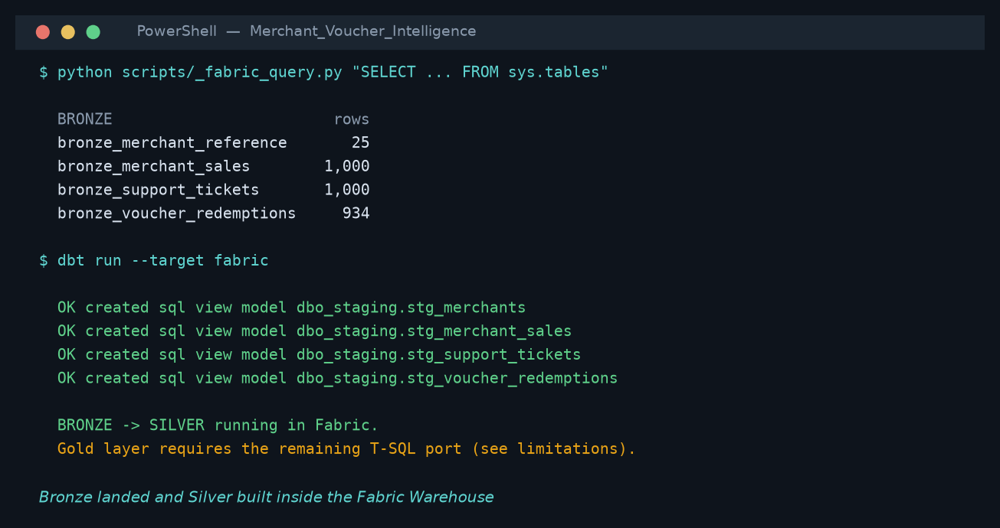 PowerShell — Merchant_Voucher_Intelligence
$ python scripts/_fabric_query.py "SELECT ... FROM sys.tables"
BRONZE rows
bronze_merchant_reference 25
bronze_merchant_sales 1,000
bronze_support_tickets 1,000
bronze_voucher_redemptions 934
$ dbt run --target fabric
OK created sql view model dbo_staging.stg_merchants
OK created sql view model dbo_staging.stg_merchant_sales
OK created sql view model dbo_staging.stg_support_tickets
OK created sql view model dbo_staging.stg_voucher_redemptions
BRONZE -> SILVER running in Fabric.
Gold layer requires the remaining T-SQL port (see limitations).
Bronze landed and Silver built inside the Fabric Warehouse